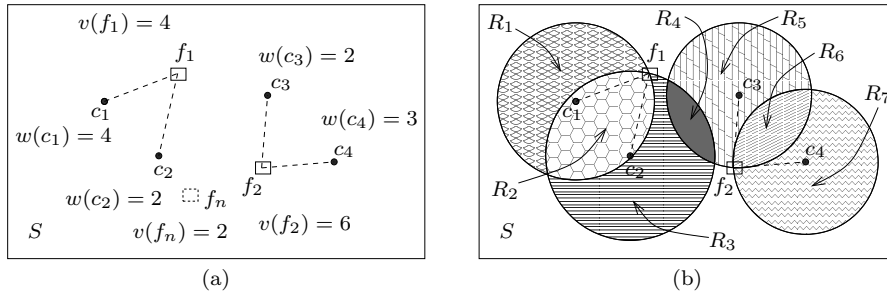 v(f₁) = 4
f₁
w(c₃) = 2
c₃
c₁
w(c₁) = 4
w(c₄) = 3
c₂
c₄
f₂
w(c₂) = 2
fₙ
v(f₂) = 6
S
v(fₙ) = 2
(a)
R₁
R₄
R₅
f₁
R₆
c₃
R₇
c₁
c₂
c₄
f₂
R₂
R₃
S
(b)